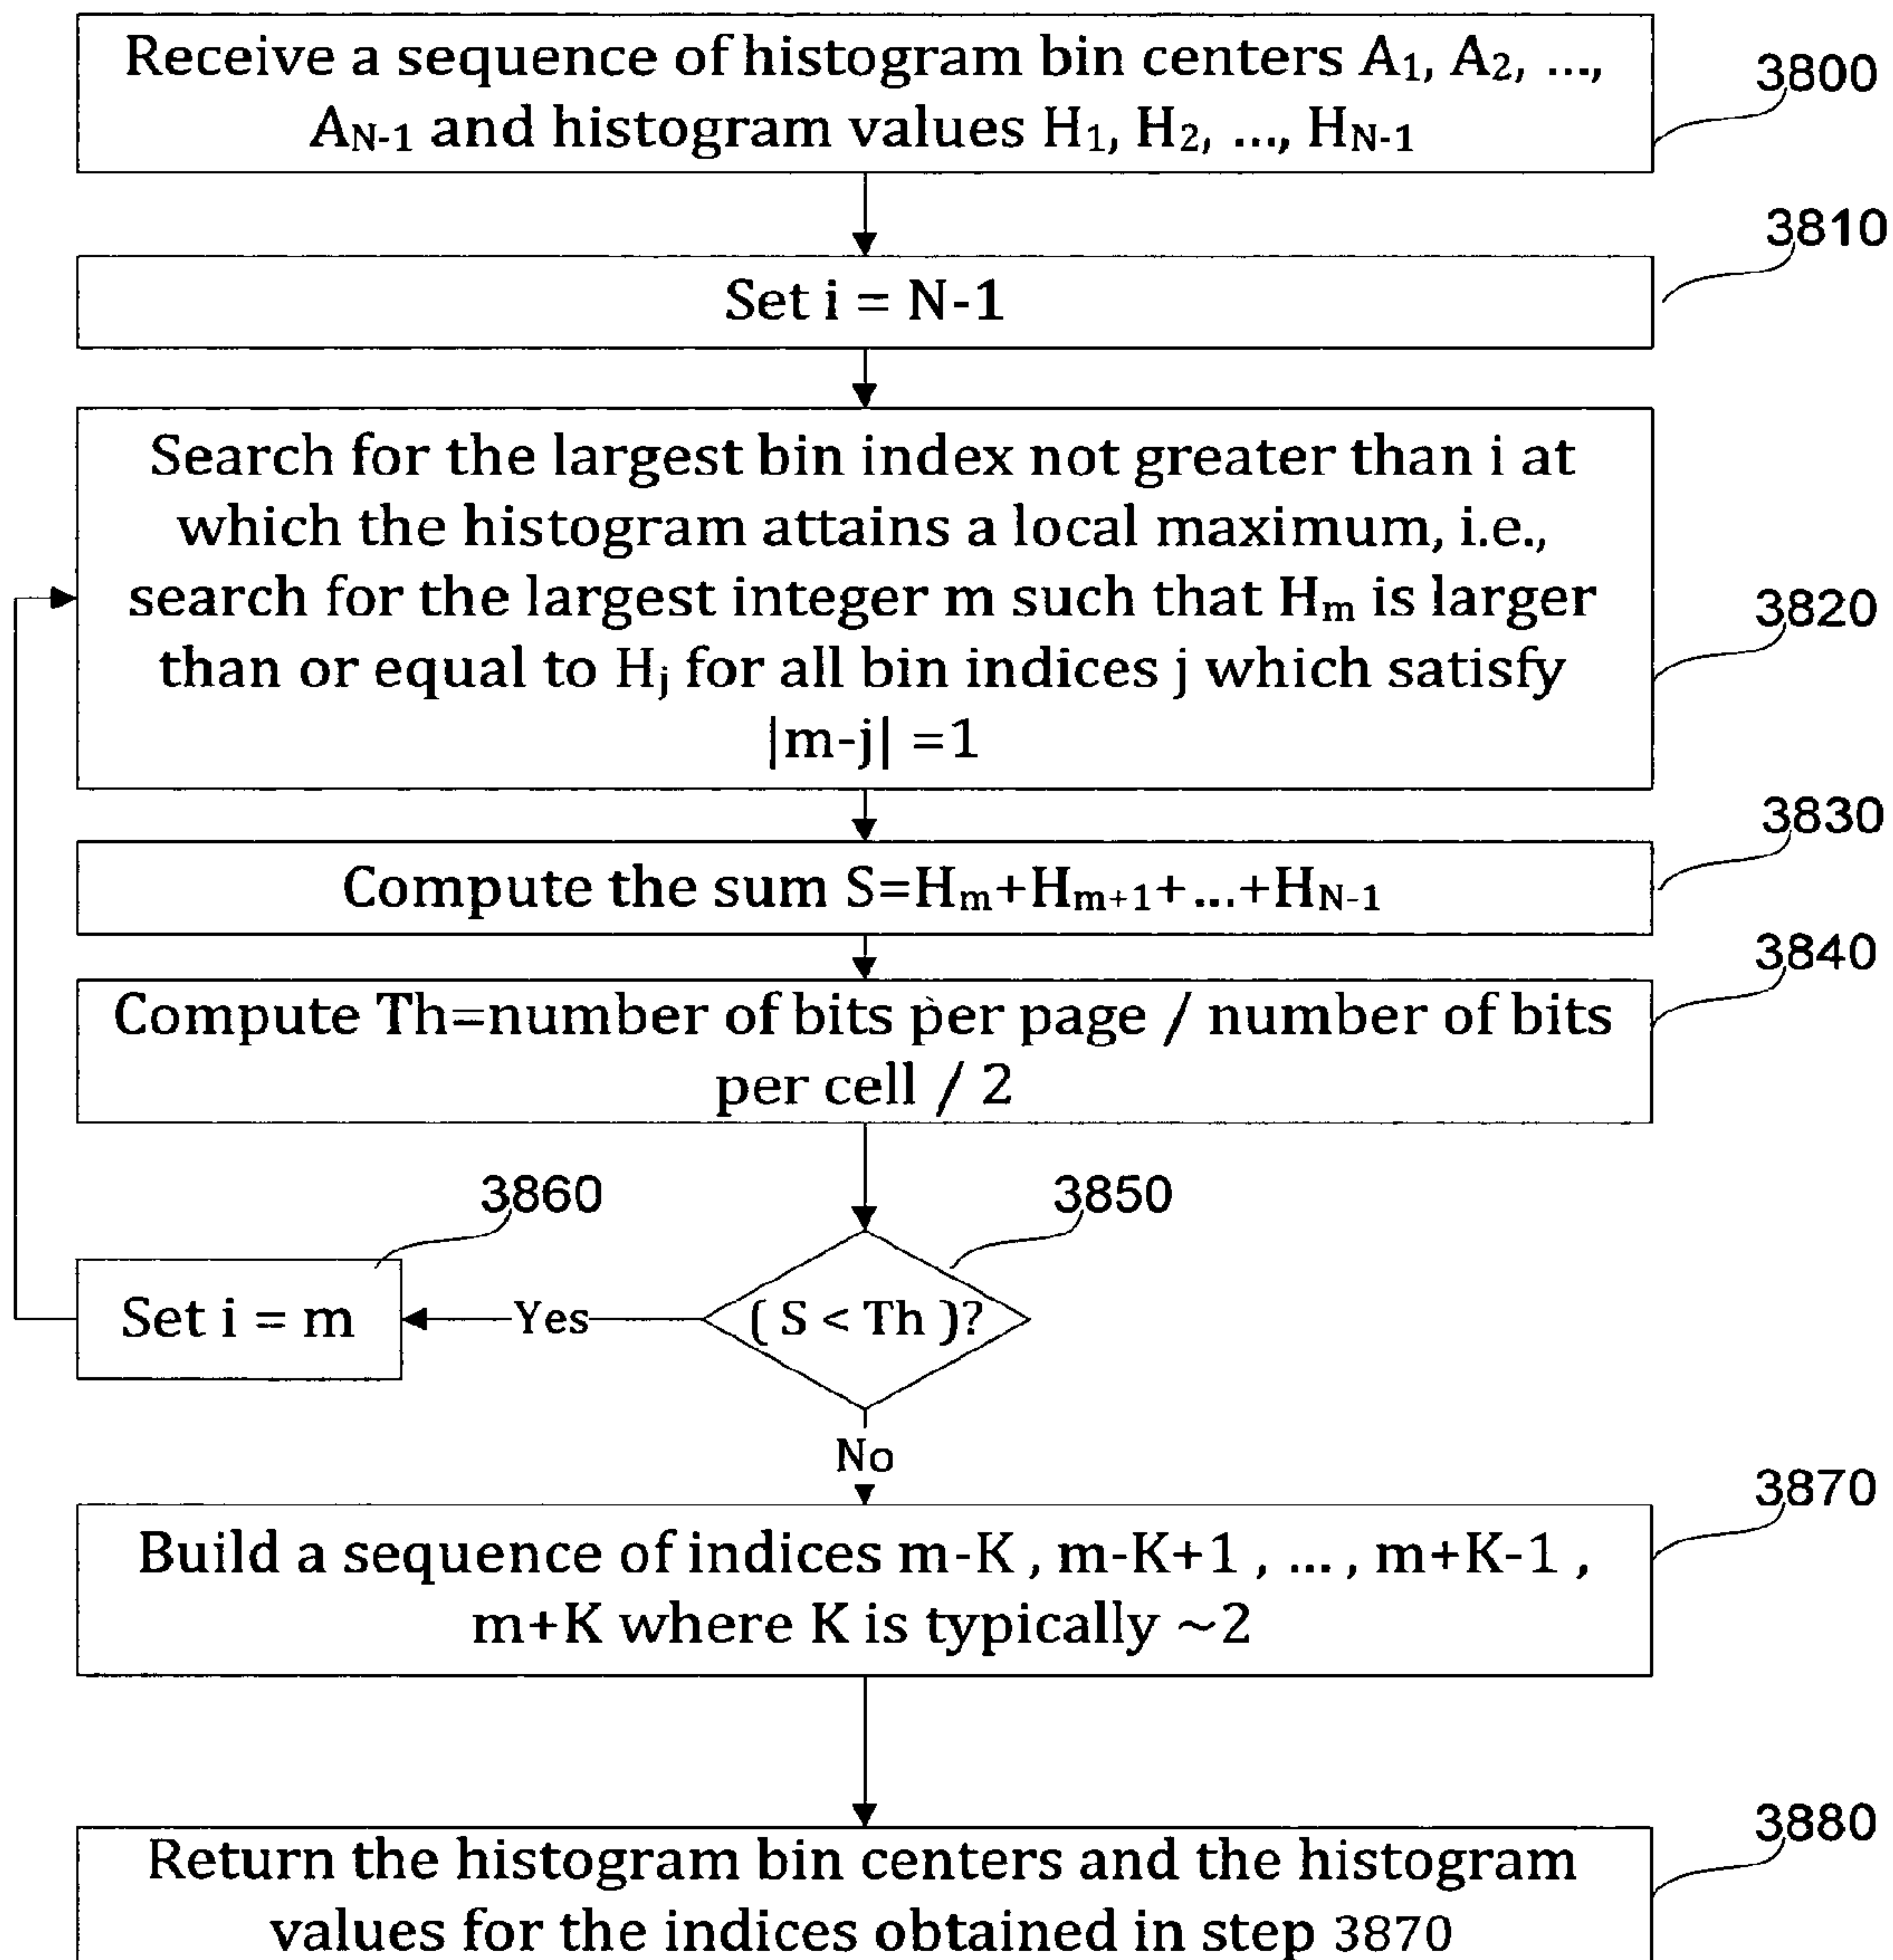 Receive a sequence of histogram bin centers A1, A2, ...,
AN-1 and histogram values H1, H2, ..., HN-1
3800
3810
Set i = N-1
Search for the largest bin index not greater than i at
which the histogram attains a local maximum, i.e.,
search for the largest integer m such that Hm is larger
than or equal to Hj for all bin indices j which satisfy
|m-j| =1
3820
3830
Compute the sum S=Hm+Hm+1+...+HN-1
3840
Compute Th=number of bits per page / number of bits
per cell / 2
3860
3850
Set i = m
Yes
( S < Th )?
No
3870
Build a sequence of indices m-K , m-K+1 , ... , m+K-1 ,
m+K where K is typically ~2
3880
Return the histogram bin centers and the histogram
values for the indices obtained in step 3870